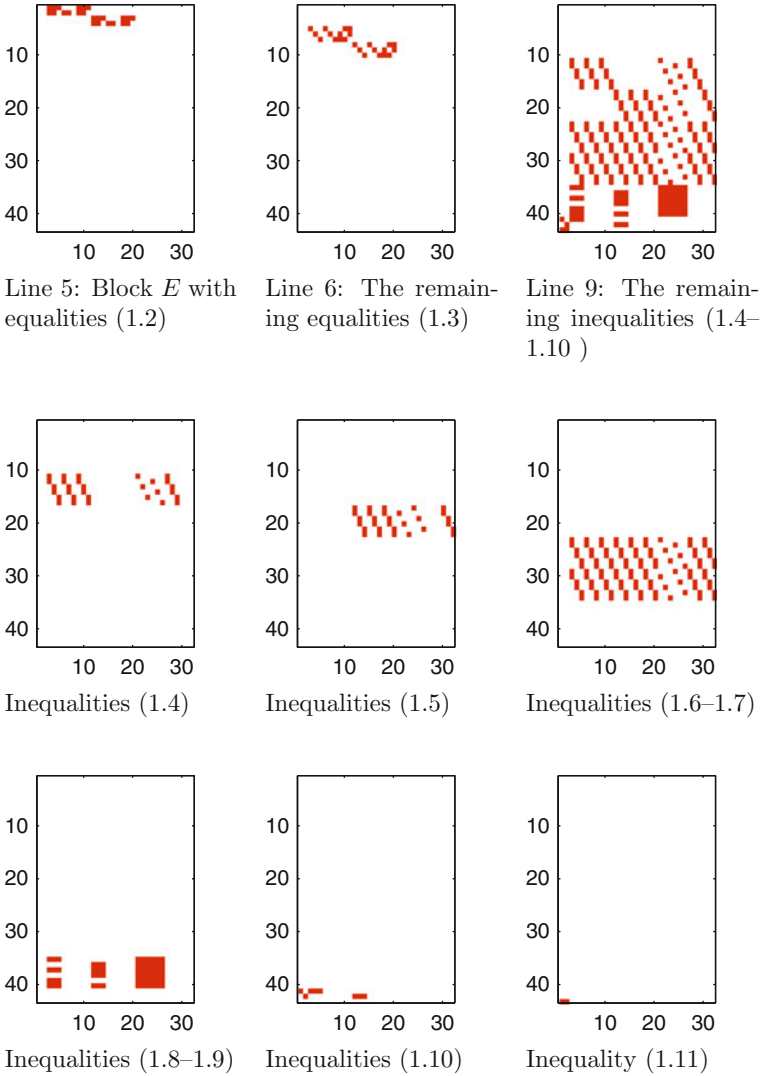 10 10 10
20 20 20
30 30 30
40 40 40
10 20 30 10 20 30 10 20 30
Line 5: Block E with
equalities (1.2)
Line 6: The remain-
ing equalities (1.3)
Line 9: The remain-
ing inequalities (1.4–
1.10 )
10 10 10
20 20 20
30 30 30
40 40 40
10 20 30 10 20 30 10 20 30
Inequalities (1.4)
Inequalities (1.5)
Inequalities (1.6–1.7)
10 10 10
20 20 20
30 30 30
40 40 40
10 20 30 10 20 30 10 20 30
Inequalities (1.8–1.9)
Inequalities (1.10)
Inequality (1.11)